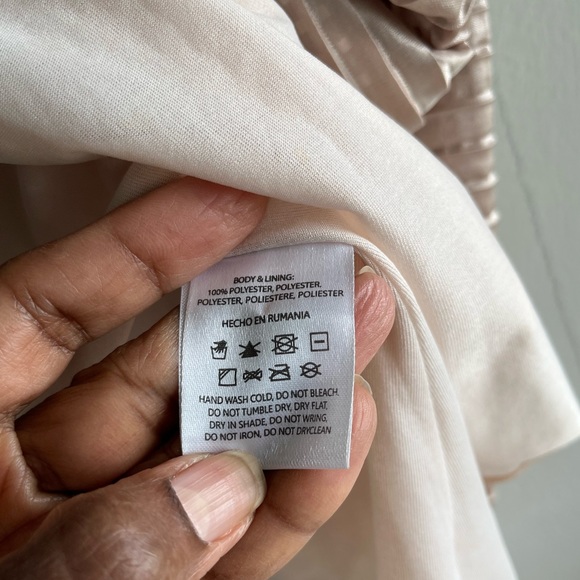 BODY & LINING:
100% POLYESTER, POLYESTER,
POLYESTER, POLIESTERE, POLIESTER
HECHO EN RUMANIA
HAND WASH COLD, DO NOT BLEACH.
DO NOT TUMBLE DRY, DRY FLAT,
DRY IN SHADE, DO NOT WRING,
DO NOT IRON, DO NOT DRYCLEAN